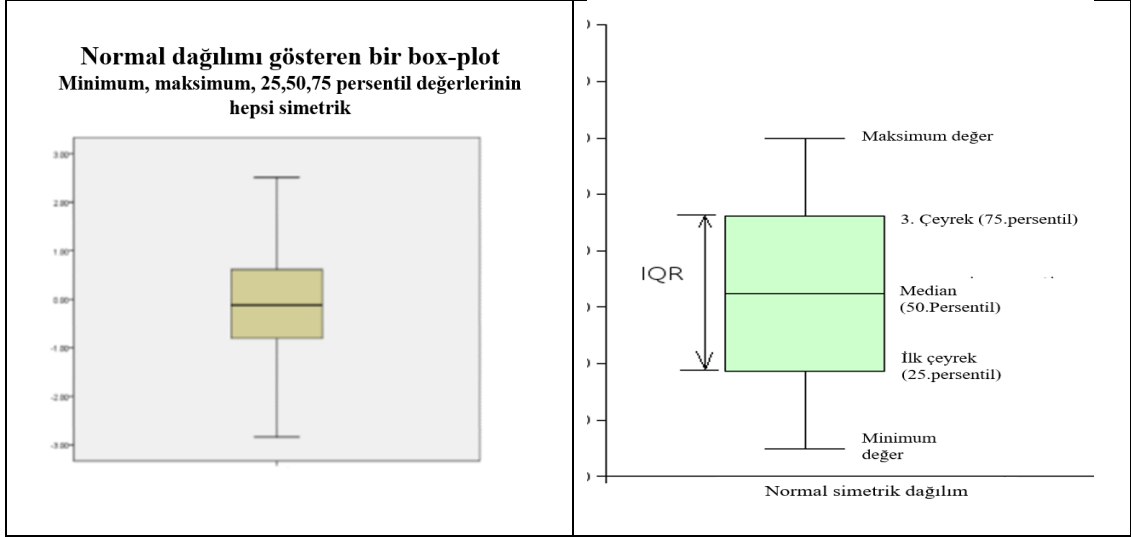 Normal dağılımı gösteren bir box-plot
Minimum, maksimum, 25,50,75 persentil değerlerinin
hepsi simetrik
3.00
2.00
1.00
0.00
-1.00
-2.00
-3.00
Maksimum değer
3. Çeyrek (75.persentil)
IQR
Median
(50.Persentil)
İlk çeyrek
(25.persentil)
Minimum
değer
Normal simetrik dağılım